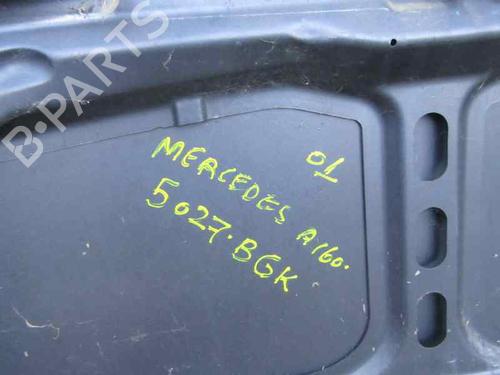 B-PARTS
01
MERCEDES A160.
5027.BGK